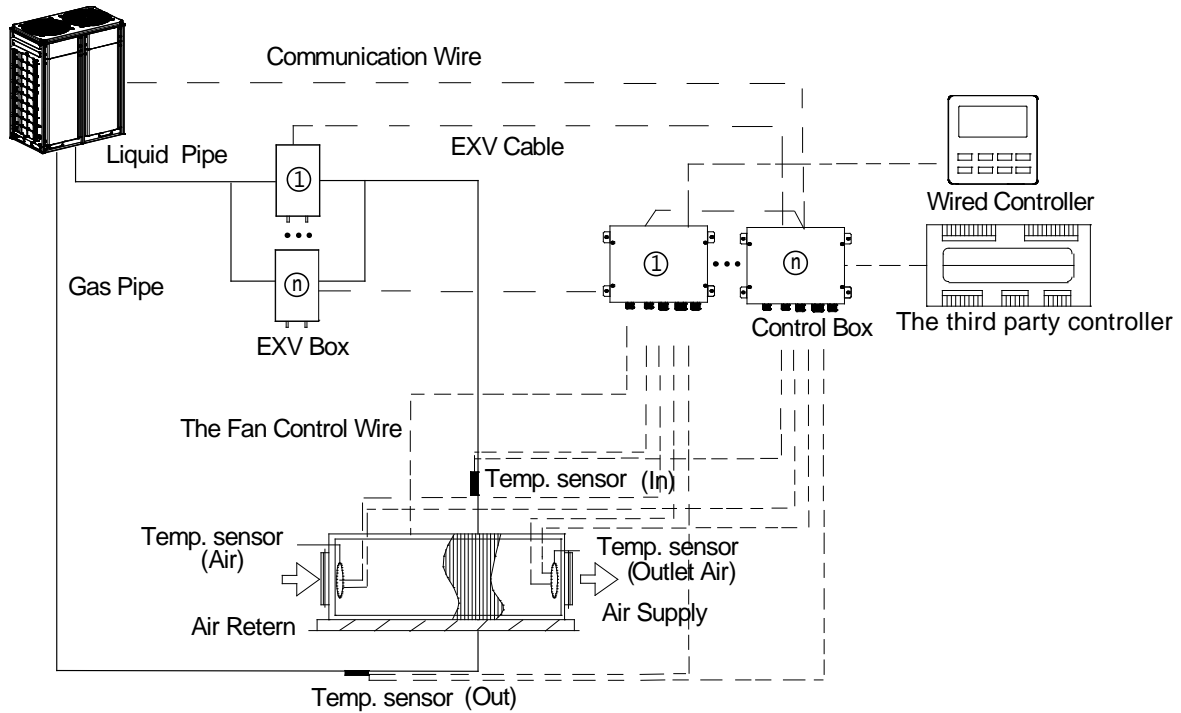 Communication Wire
Liquid Pipe
EXV Cable
①
Wired Controller
Gas Pipe
ⓝ
①
ⓝ
EXV Box
Control Box
The third party controller
The Fan Control Wire
Temp. sensor (In)
Temp. sensor
(Air)
Temp. sensor
(Outlet Air)
Air Retern
Air Supply
Temp. sensor (Out)